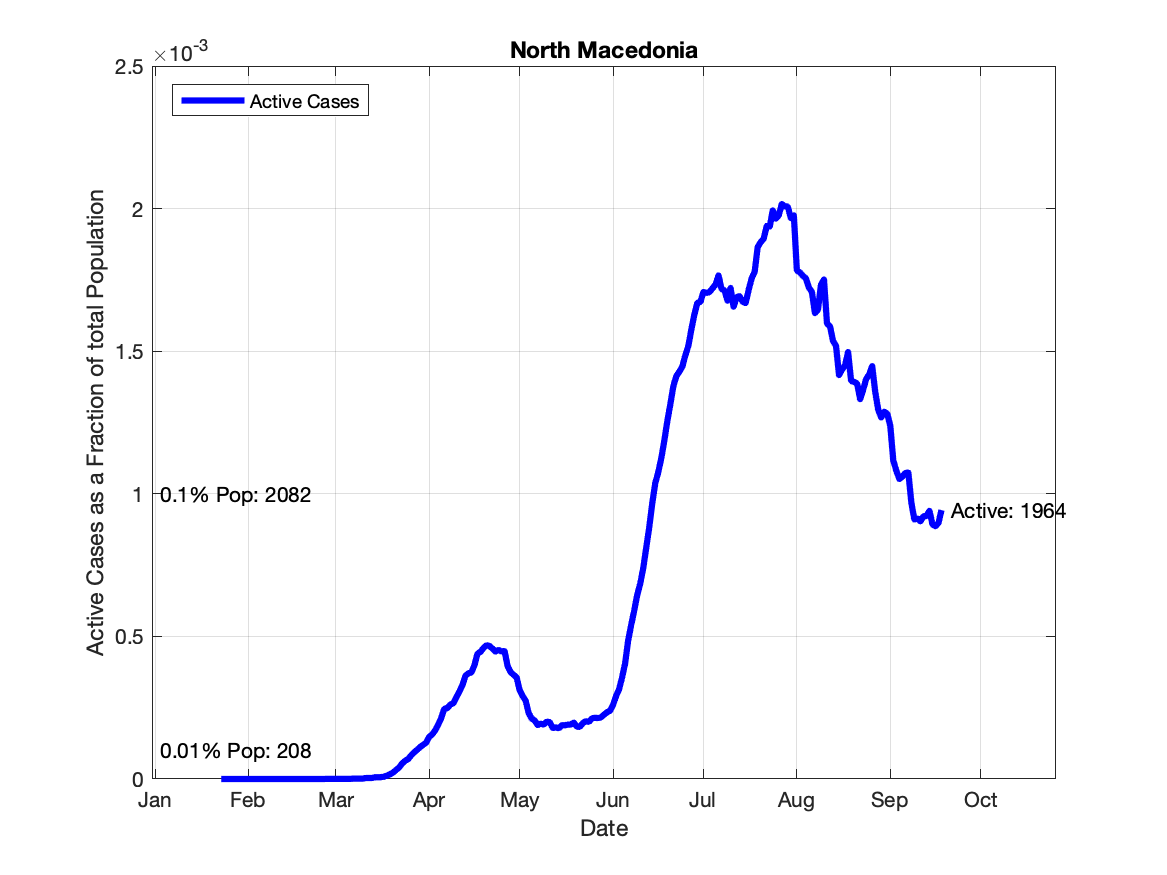 North Macedonia
×10-3
2.5
2
1.5
1
0.5
0
Active Cases
0.1% Pop: 2082
Active: 1964
0.01% Pop: 208
Active Cases as a Fraction of total Population
Jan Feb Mar Apr May Jun Jul Aug Sep Oct
Date